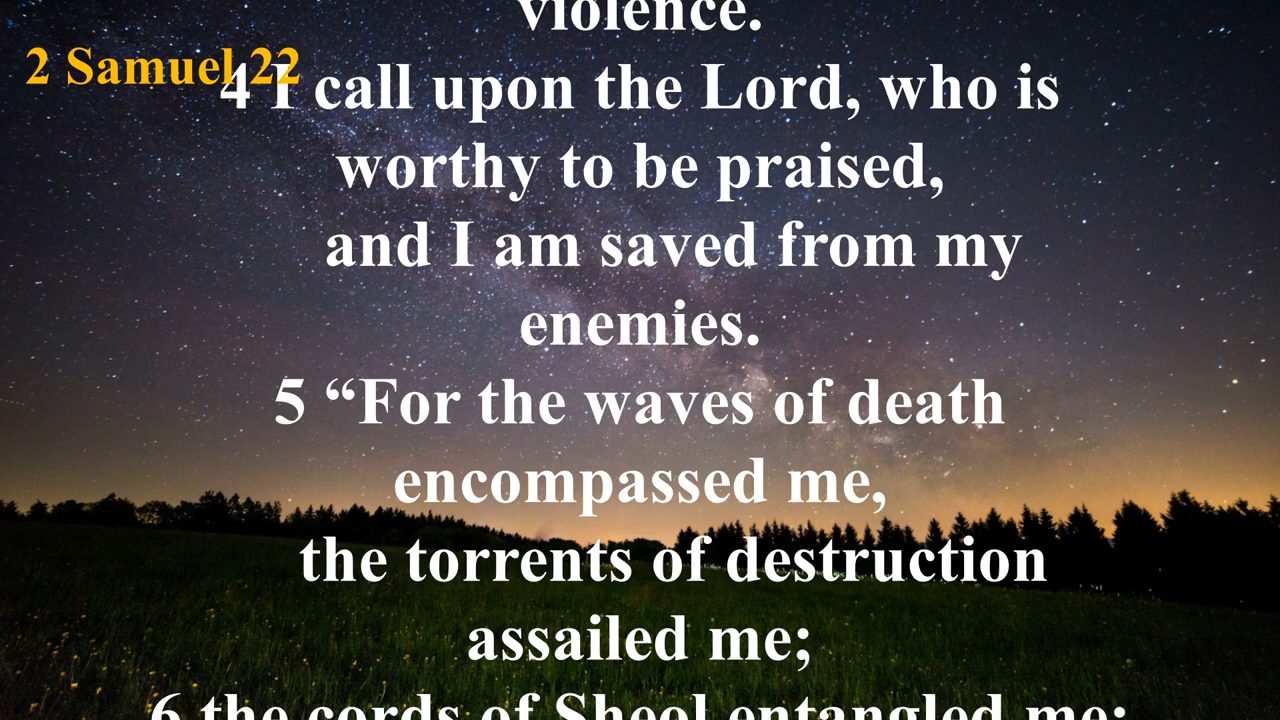 violence.
2 Samuel 22
4 I call upon the Lord, who is
worthy to be praised,
and I am saved from my
enemies.
5 “For the waves of death
encompassed me,
the torrents of destruction
assailed me;
6 the cords of Sheol entangled me;